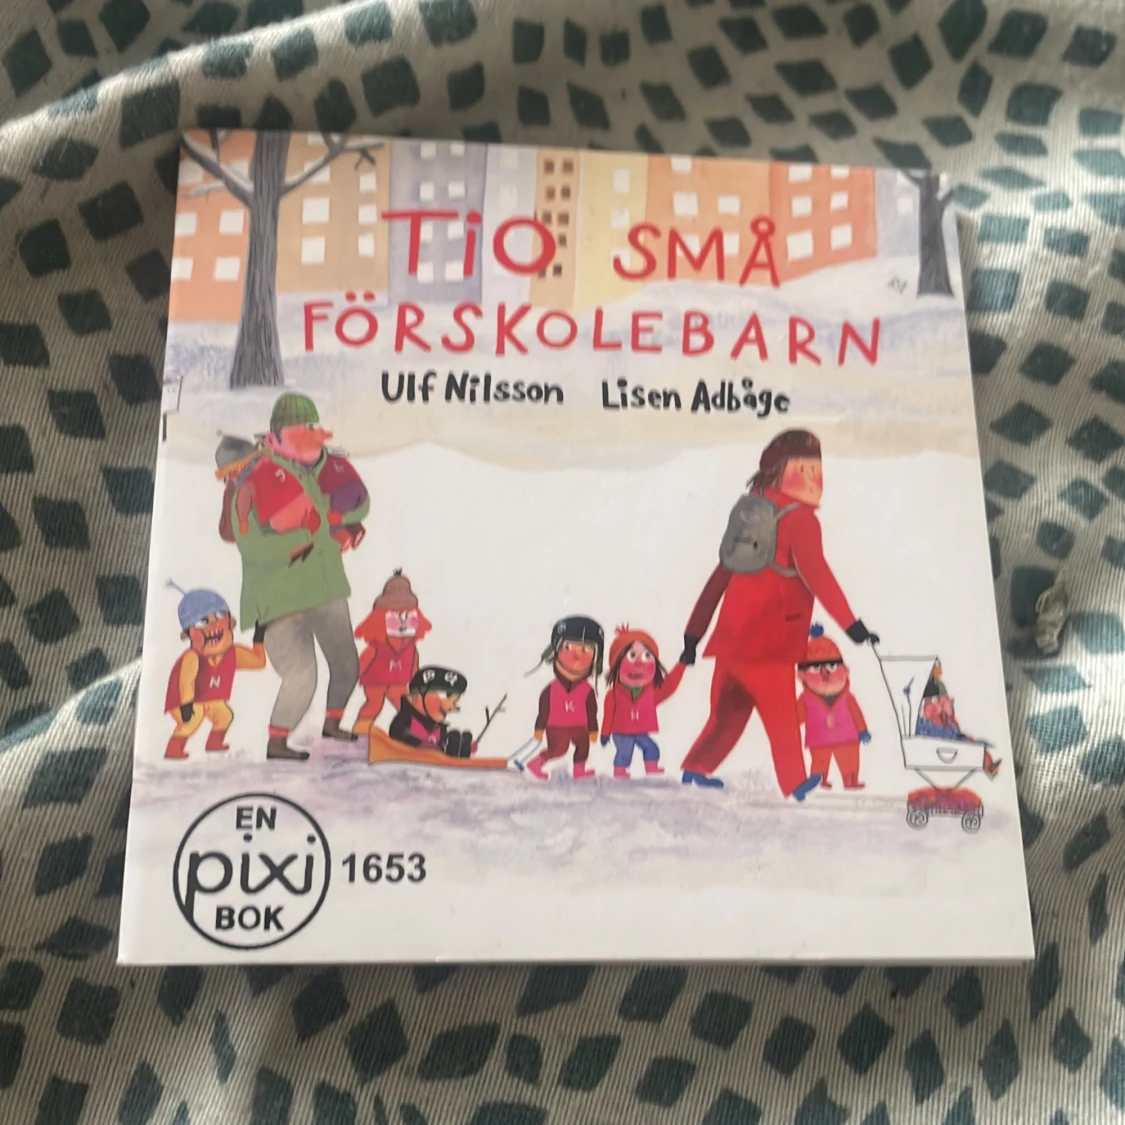 TiO SMÅ
FÖRSKOLEBARN
Ulf Nilsson Lisen Adbåge
N
M
K
H
EN
pixi
BOK
1653